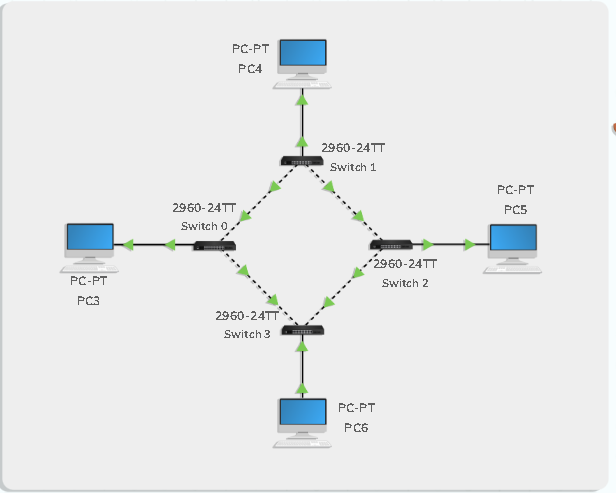 PC-PT
PC4
2960-24TT
Switch 1
2960-24TT
Switch 0
PC-PT
PC5
2960-24TT
Switch 2
PC-PT
PC3
2960-24TT
Switch 3
PC-PT
PC6